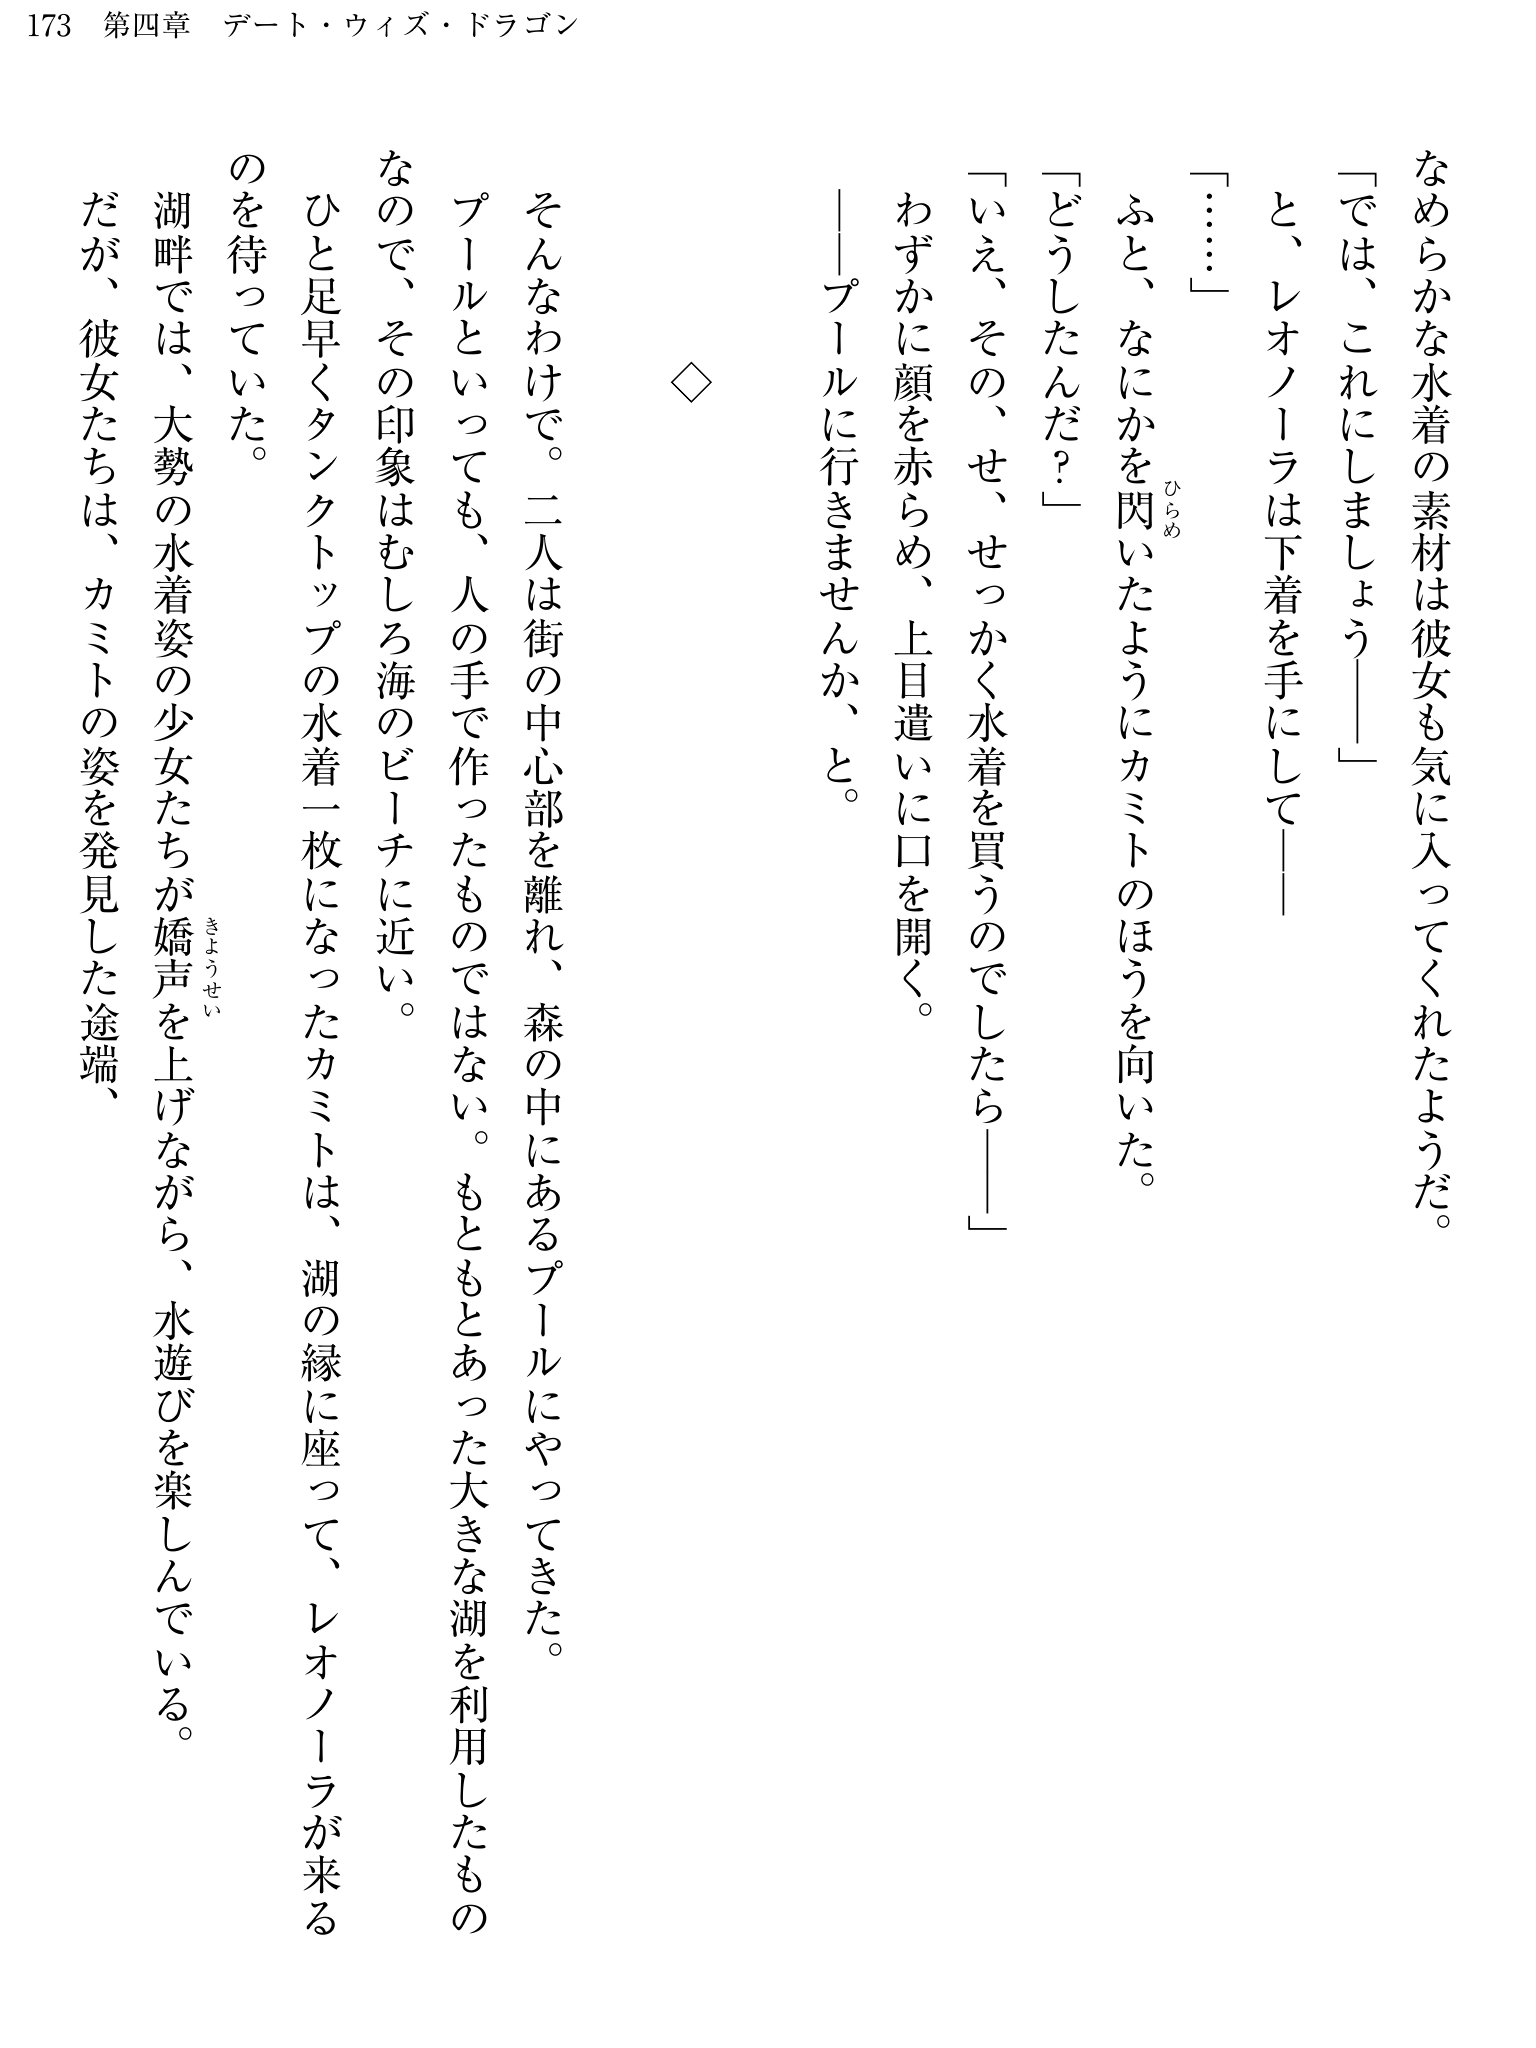 173　第四章　デート・ウィズ・ドラゴン
なめらかな水着の素材は彼女も気に入ってくれたようだ。
「では、これにしましょう――」
と、レオノーラは下着を手にして――
「……」
ふと、なにかを閃いたようにカミトのほうを向いた。
ひらめ
「どうしたんだ？」
「いえ、その、せ、せっかく水着を買うのでしたら――」
わずかに顔を赤らめ、上目遣いに口を開く。
――プールに行きませんか、と。
◇
そんなわけで。二人は街の中心部を離れ、森の中にあるプールにやってきた。
プールといっても、人の手で作ったものではない。もともとあった大きな湖を利用したもの
なので、その印象はむしろ海のビーチに近い。
ひと足早くタンクトップの水着一枚になったカミトは、湖の縁に座って、レオノーラが来る
のを待っていた。
湖畔では、大勢の水着姿の少女たちが嬌声を上げながら、水遊びを楽しんでいる。
きようせい
だが、彼女たちは、カミトの姿を発見した途端、